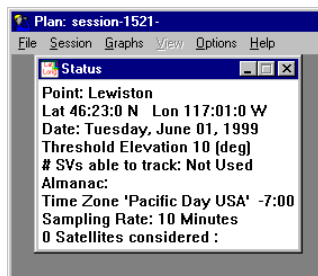 Plan: session-1521-
File Session Graphs View Options Help
Lat Long Status
Point: Lewiston
Lat 46:23:0 N Lon 117:01:0 W
Date: Tuesday, June 01, 1999
Threshold Elevation 10 (deg)
# SVs able to track: Not Used
Almanac:
Time Zone 'Pacific Day USA' -7:00
Sampling Rate: 10 Minutes
0 Satellites considered :